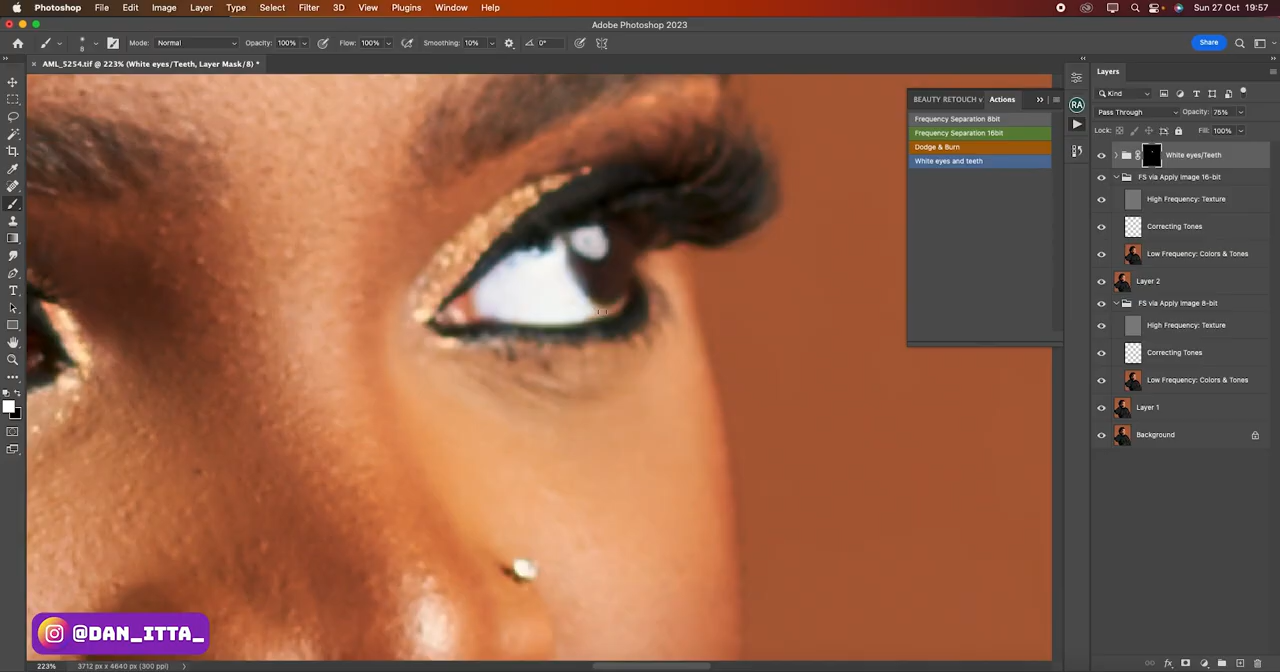 Photoshop File Edit Image Layer Type Select Filter 3D View Plugins Window Help Sun 27 Oct 19:57
Adobe Photoshop 2023
8 Mode: Normal Opacity: 100% Flow: 100% Smoothing: 10% 0° Share
AML_5254.tif @ 223% (White eyes/Teeth, Layer Mask/8) *
Layers
BEAUTY RETOUCH Actions
Kind
Pass Through Opacity: 75%
Lock: Fill: 100%
RA
Frequency Separation 8bit
Frequency Separation 16bit
Dodge & Burn
White eyes and teeth
White eyes/Teeth
FS via Apply Image 16-bit
High Frequency: Texture
Correcting Tones
Low Frequency: Colors & Tones
Layer 2
FS via Apply Image 8-bit
High Frequency: Texture
Correcting Tones
Low Frequency: Colors & Tones
Layer 1
Background
@DAN_ITTA_
223% 3712 px x 4640 px (300 ppi)